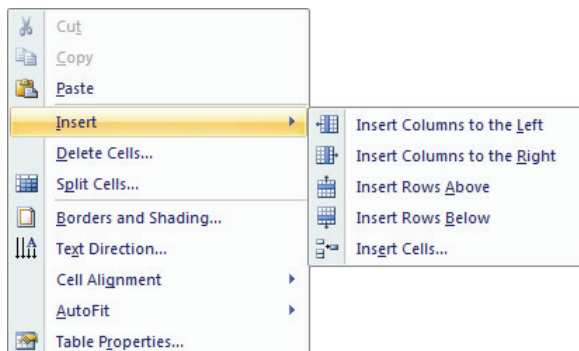 Cut
Copy
Paste
Insert
Delete Cells...
Split Cells...
Borders and Shading...
Text Direction...
Cell Alignment
AutoFit
Table Properties...
Insert Columns to the Left
Insert Columns to the Right
Insert Rows Above
Insert Rows Below
Insert Cells...